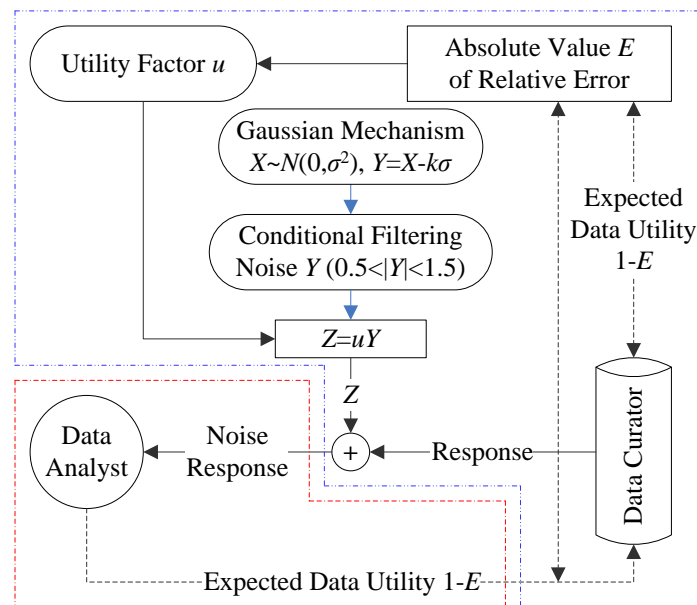 Utility Factor u
Absolute Value E
of Relative Error
Gaussian Mechanism
X~N(0,σ²), Y=X-kσ
Conditional Filtering
Noise Y (0.5<|Y|<1.5)
Expected
Data Utility
1-E
Z=uY
Z
Data
Analyst
Noise
Response
+
Response
Data Curator
Expected Data Utility 1-E